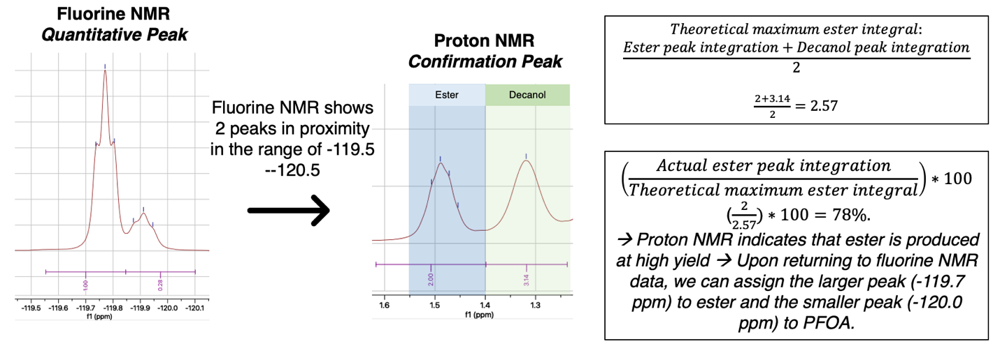 Fluorine NMR
Quantitative Peak
-119.5 -119.6 -119.7 -119.8 -119.9 -120.0 -120.1
f1 (ppm)
1.00
0.28
Fluorine NMR shows
2 peaks in proximity
in the range of -119.5
--120.5
Proton NMR
Confirmation Peak
Ester
Decanol
2.00
3.14
1.6 1.5 1.4 1.3
f1 (ppm)
Theoretical maximum ester integral:
Ester peak integration + Decanol peak integration
2
2+3.14
2
= 2.57
Actual ester peak integration
Theoretical maximum ester integral
( ) * 100
(2
2.57) * 100 = 78%.
→ Proton NMR indicates that ester is produced
at high yield → Upon returning to fluorine NMR
data, we can assign the larger peak (-119.7
ppm) to ester and the smaller peak (-120.0
ppm) to PFOA.